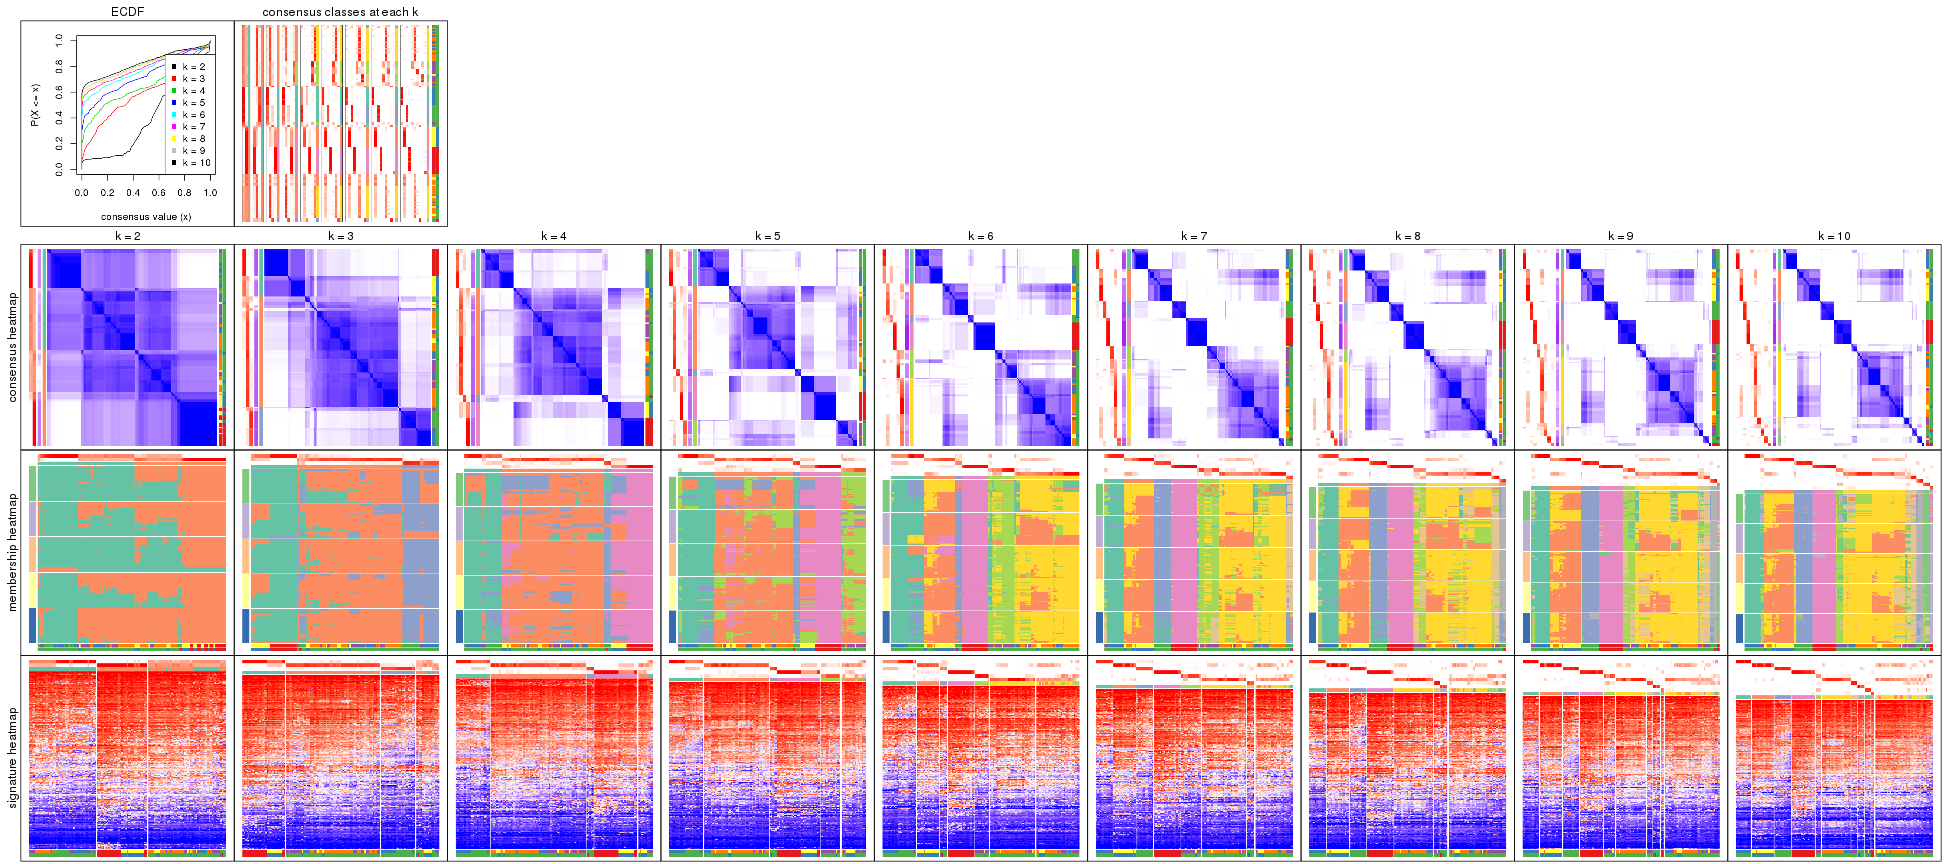 ECDF
consensus classes at each k
P(X <= x)
0.0 0.2 0.4 0.6 0.8 1.0
k = 2
k = 3
k = 4
k = 5
k = 6
k = 7
k = 8
k = 9
k = 10
0.0 0.2 0.4 0.6 0.8 1.0
consensus value (x)
k = 2 k = 3 k = 4 k = 5 k = 6 k = 7 k = 8 k = 9 k = 10
consensus heatmap
membership heatmap
signature heatmap